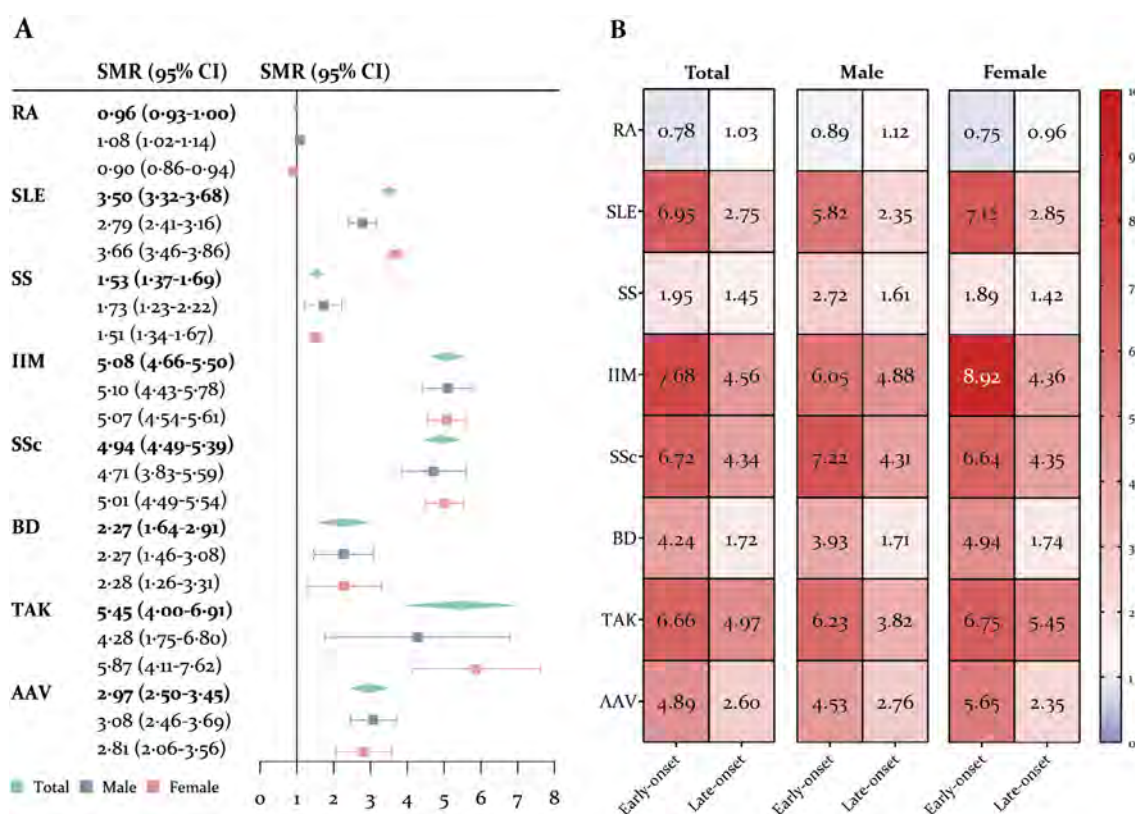 A
SMR (95% CI) SMR (95% CI)
RA 0·96 (0·93-1·00)
1·08 (1·02-1·14)
0·90 (0·86-0·94)
SLE 3·50 (3·32-3·68)
2·79 (2·41-3·16)
3·66 (3·46-3·86)
SS 1·53 (1·37-1·69)
1·73 (1·23-2·22)
1·51 (1·34-1·67)
IIM 5·08 (4·66-5·50)
5·10 (4·43-5·78)
5·07 (4·54-5·61)
SSc 4·94 (4·49-5·39)
4·71 (3·83-5·59)
5·01 (4·49-5·54)
BD 2·27 (1·64-2·91)
2·27 (1·46-3·08)
2·28 (1·26-3·31)
TAK 5·45 (4·00-6·91)
4·28 (1·75-6·80)
5·87 (4·11-7·62)
AAV 2·97 (2·50-3·45)
3·08 (2·46-3·69)
2·81 (2·06-3·56)
Total Male Female
0 1 2 3 4 5 6 7 8
B
Total Male Female
RA 0.78 1.03 0.89 1.12 0.75 0.96
SLE 6.95 2.75 5.82 2.35 7.12 2.85
SS 1.95 1.45 2.72 1.61 1.89 1.42
IIM 7.68 4.56 6.05 4.88 8.92 4.36
SSc 6.72 4.34 7.22 4.31 6.64 4.35
BD 4.24 1.72 3.93 1.71 4.94 1.74
TAK 6.66 4.97 6.23 3.82 6.75 5.45
AAV 4.89 2.60 4.53 2.76 5.65 2.35
Early-onset Late-onset Early-onset Late-onset Early-onset Late-onset
10
9
8
7
6
5
4
3
2
1
0